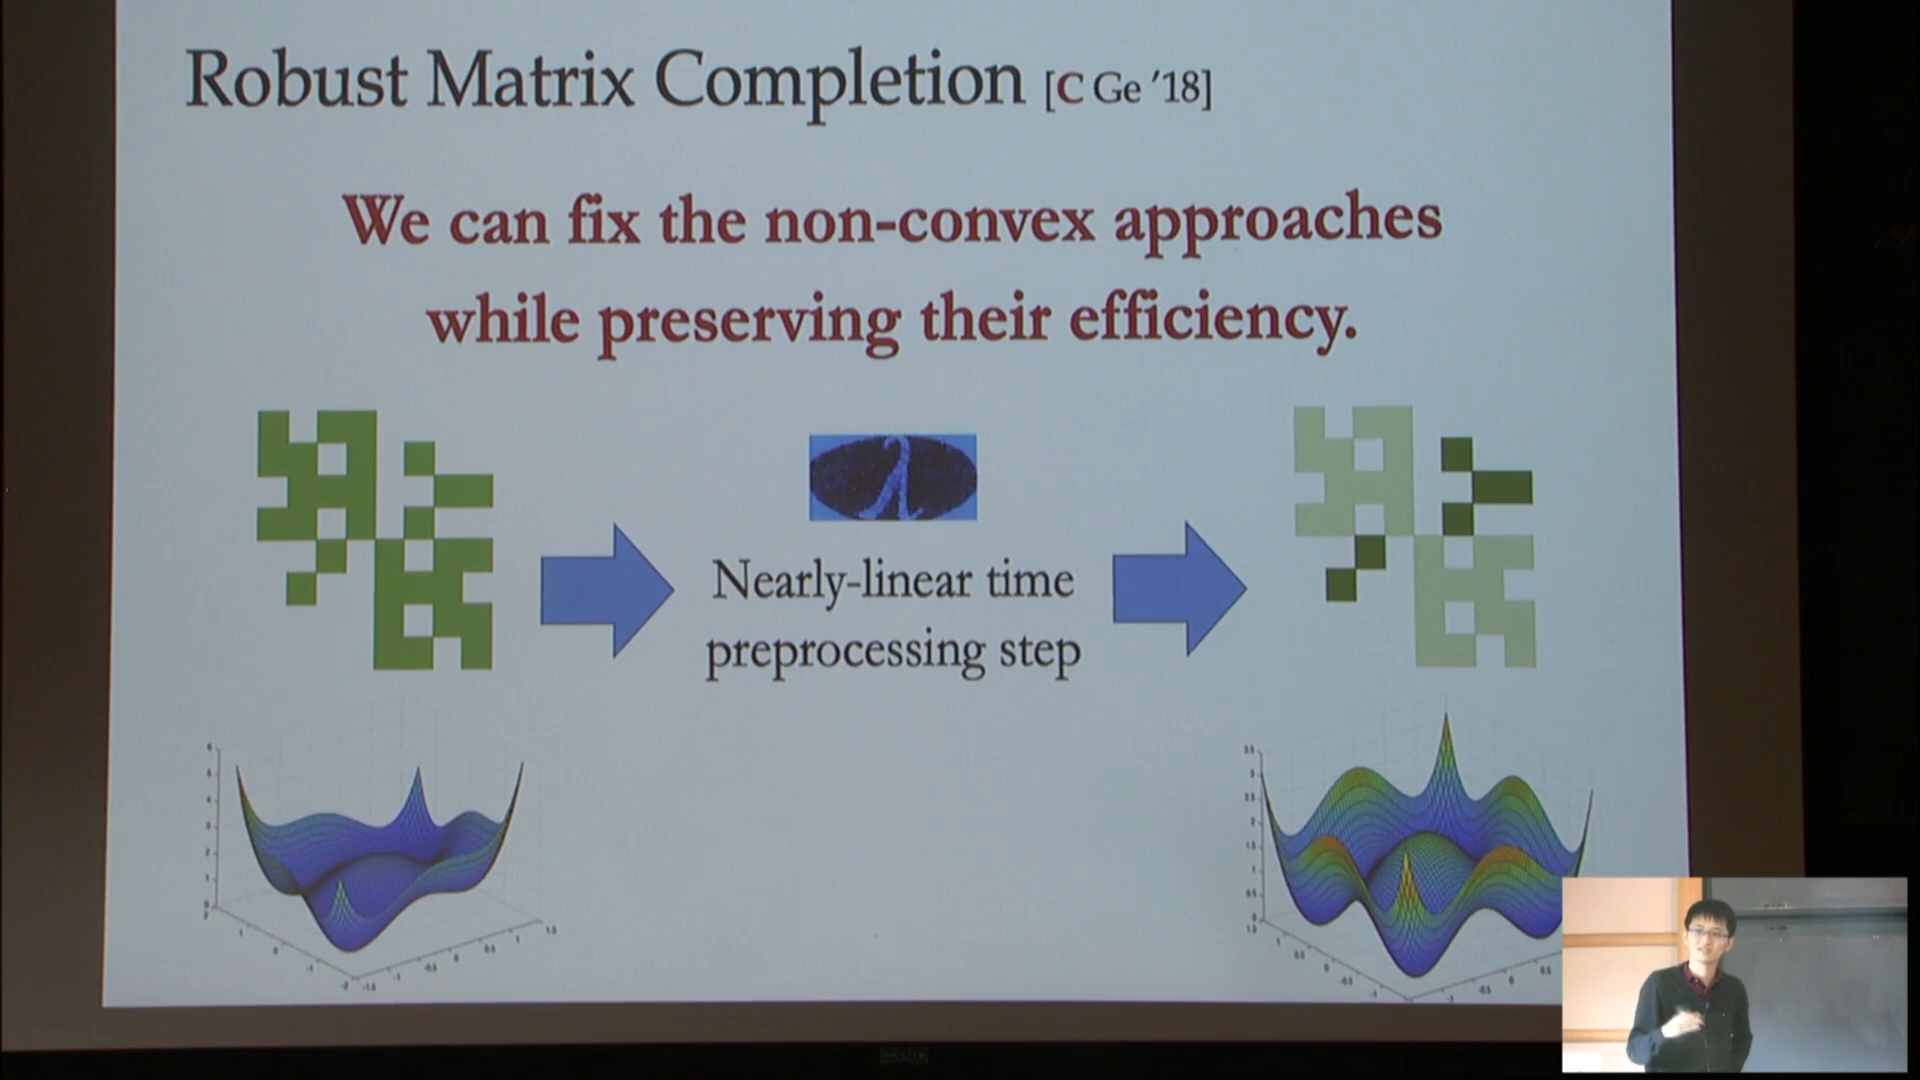 Robust Matrix Completion [C Ge '18]
We can fix the non-convex approaches
while preserving their efficiency.
Nearly-linear time
preprocessing step